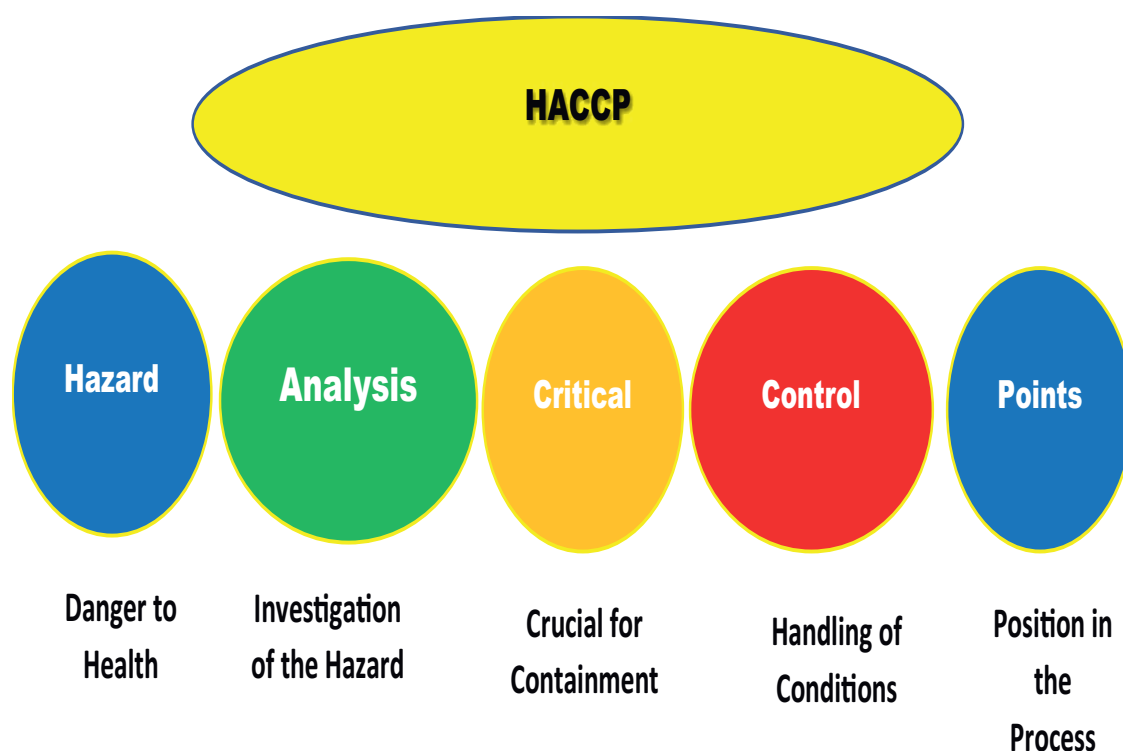 HACCP
Hazard
Analysis
Critical
Control
Points
Danger to
Health
Investigation
of the Hazard
Crucial for
Containment
Handling of
Conditions
Position in
the
Process